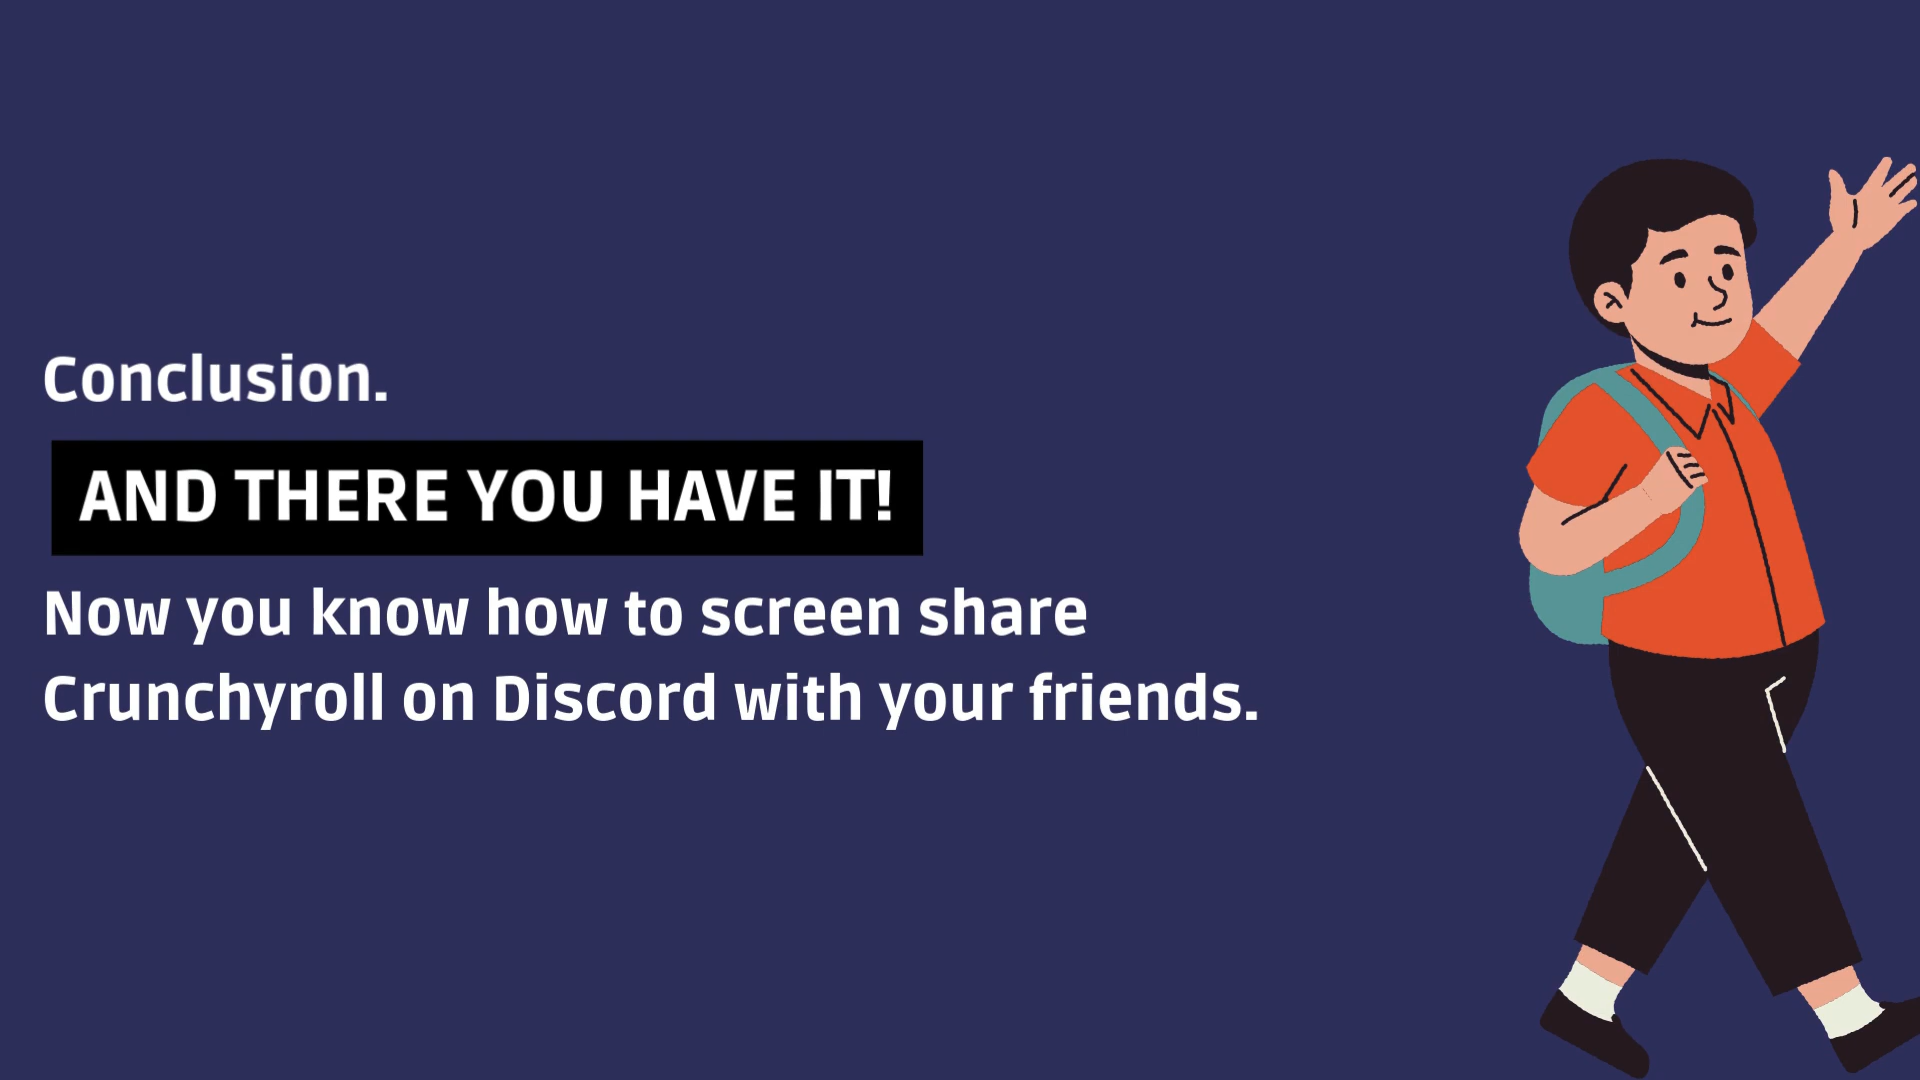 Conclusion.
AND THERE YOU HAVE IT!
Now you know how to screen share
Crunchyroll on Discord with your friends.